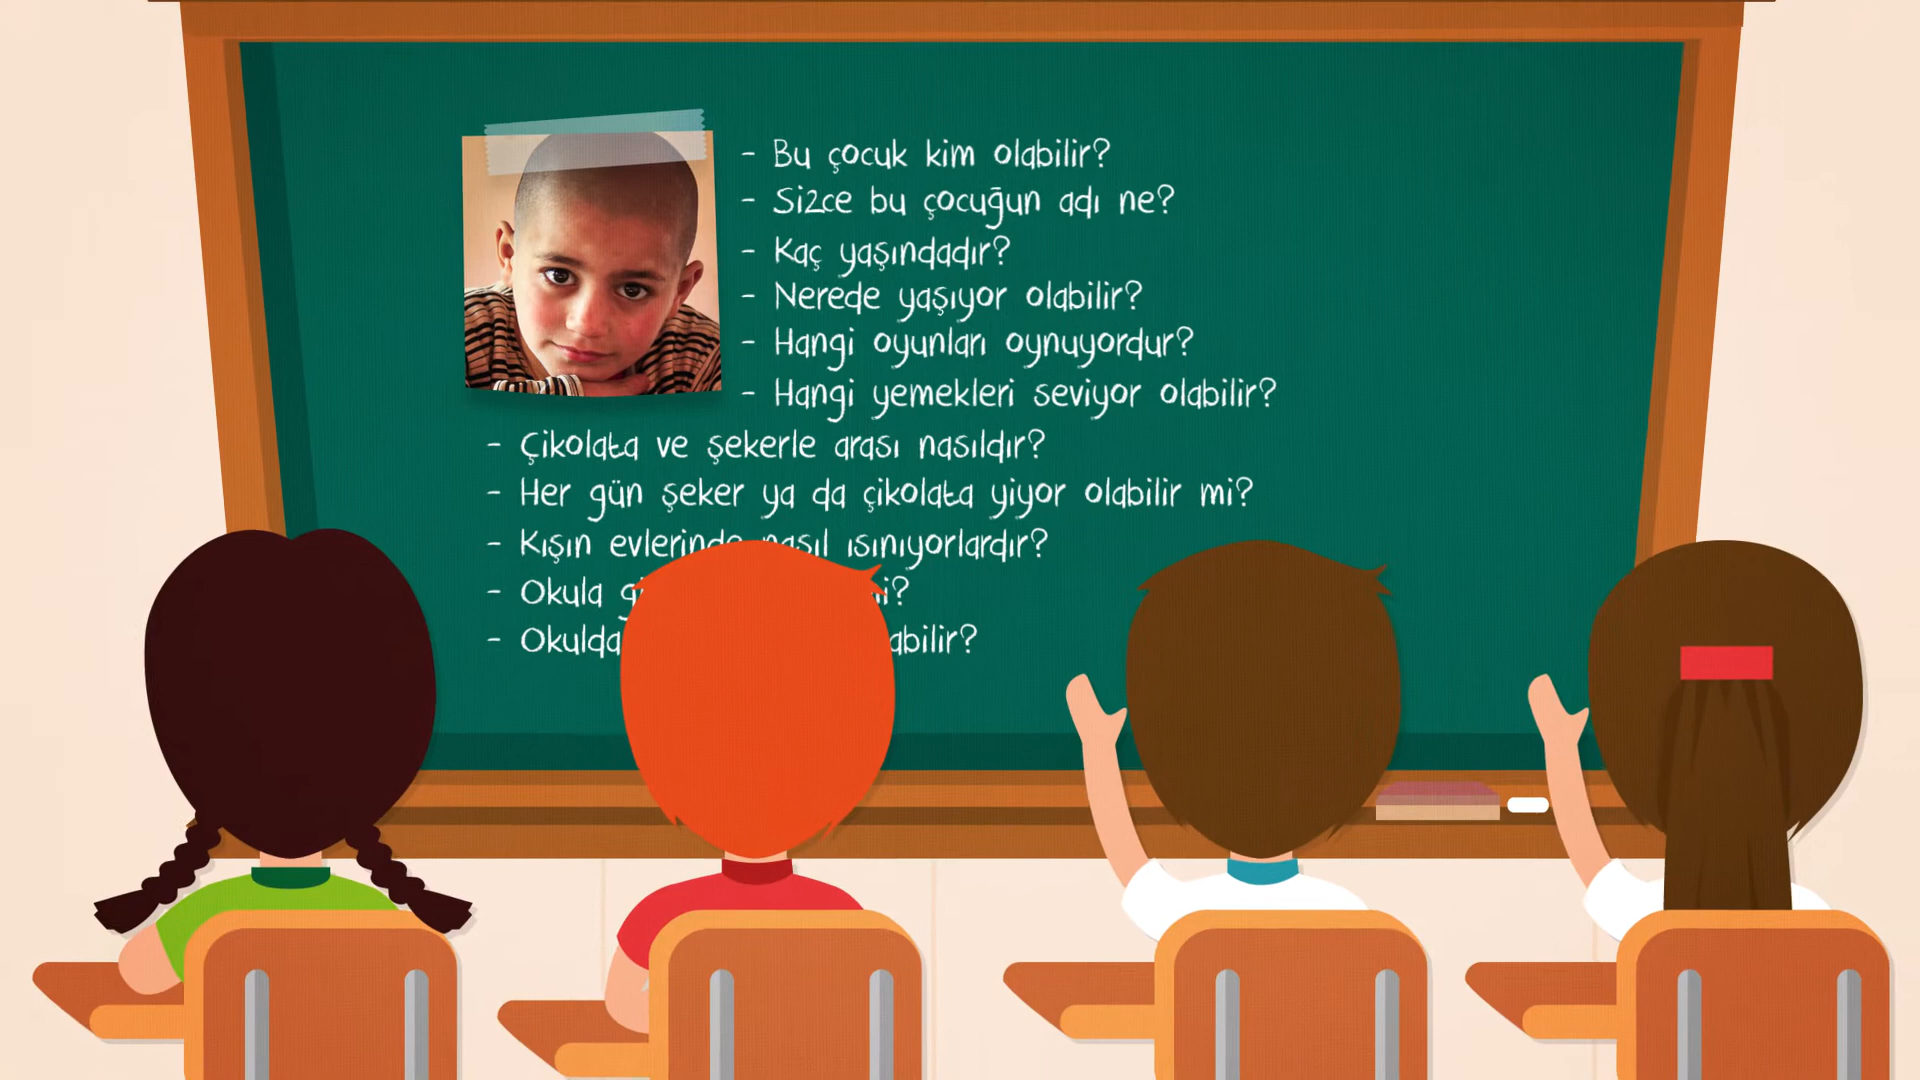 - Bu çocuk kim olabilir?
- Sizce bu çocuğun adı ne?
- Kaç yaşındadır?
- Nerede yaşıyor olabilir?
- Hangi oyunları oynuyordur?
- Hangi yemekleri seviyor olabilir?
- Çikolata ve şekerle arası nasıldır?
- Her gün şeker ya da çikolata yiyor olabilir mi?
- Kışın evlerinde nasıl ısınıyorlardır?
- Okula
- Okulda